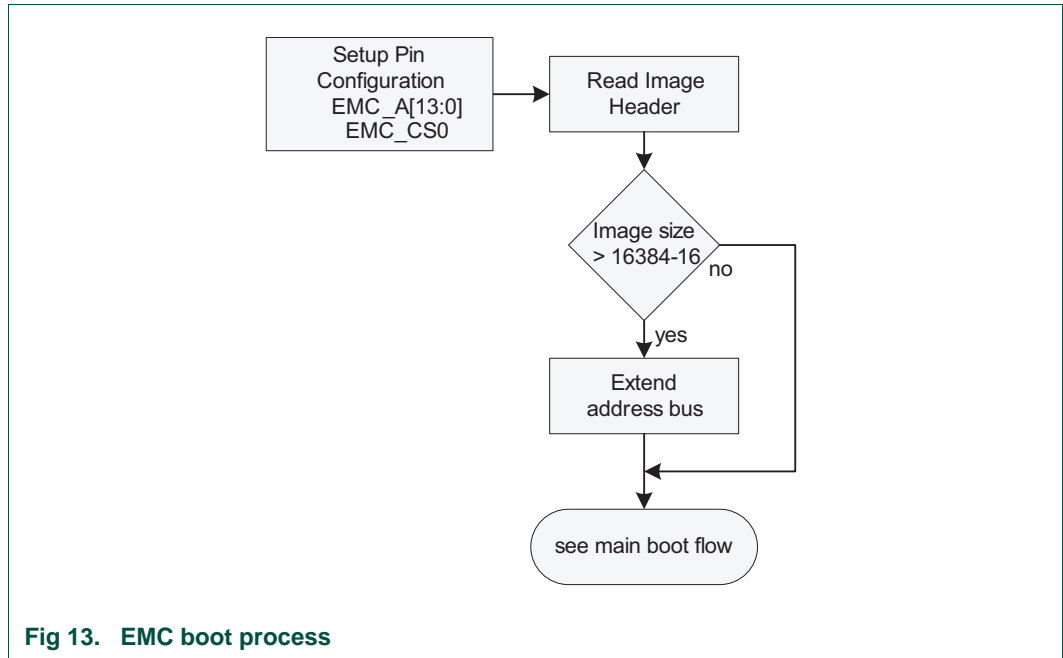 Setup Pin
Configuration
EMC_A[13:0]
EMC_CS0
Read Image
Header
Image size
> 16384-16
no
yes
Extend
address bus
see main boot flow
Fig 13. EMC boot process